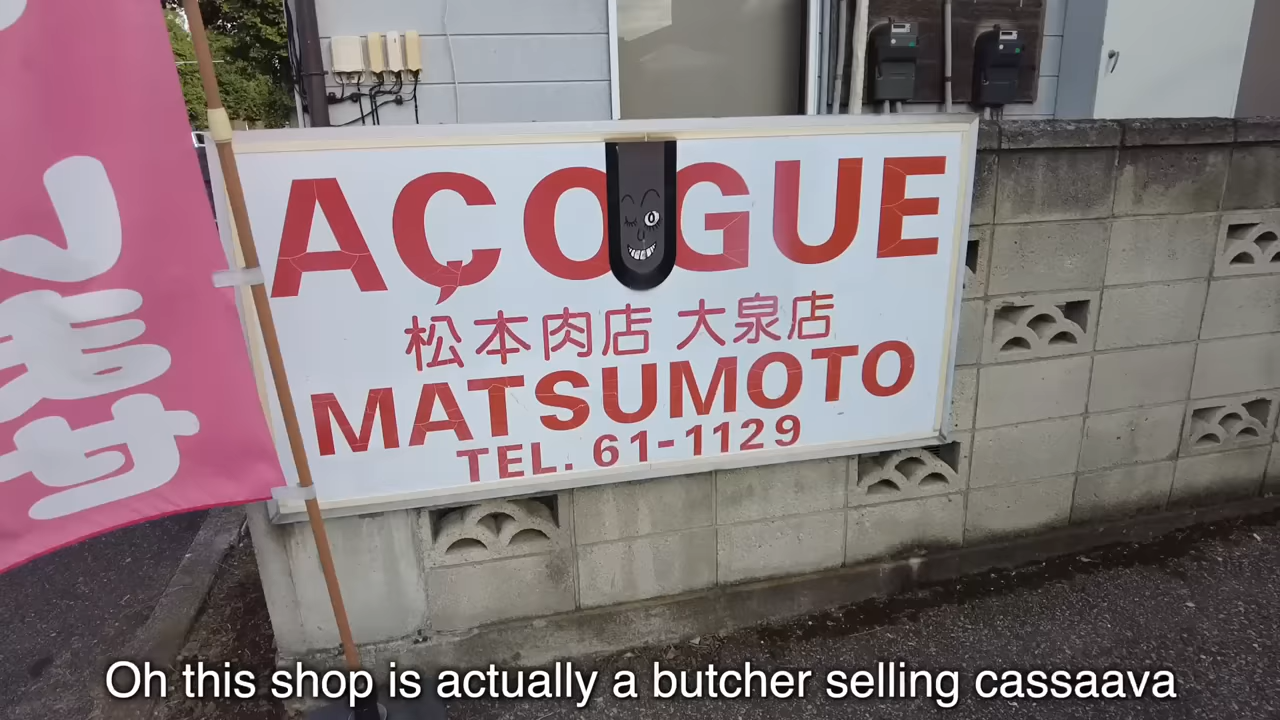 AÇOGUE
松本肉店 大泉店
MATSUMOTO
TEL. 61-1129
Oh this shop is actually a butcher selling cassaava